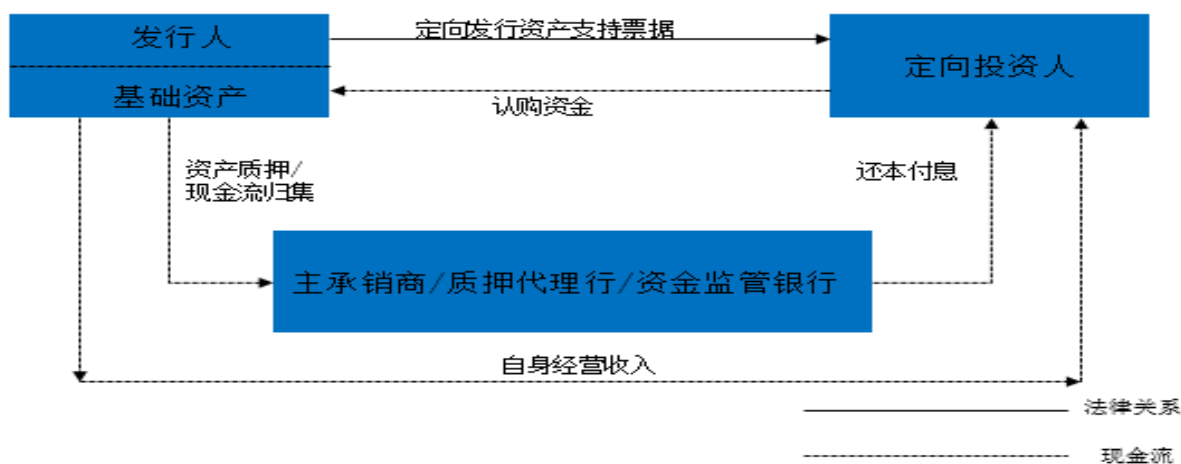 发行人
定向发行资产支持票据
定向投资人
基础资产
认购资金
资产质押/
现金流归集
还本付息
主承销商/质押代理行/资金监管银行
自身经营收入
法律关系
现金流